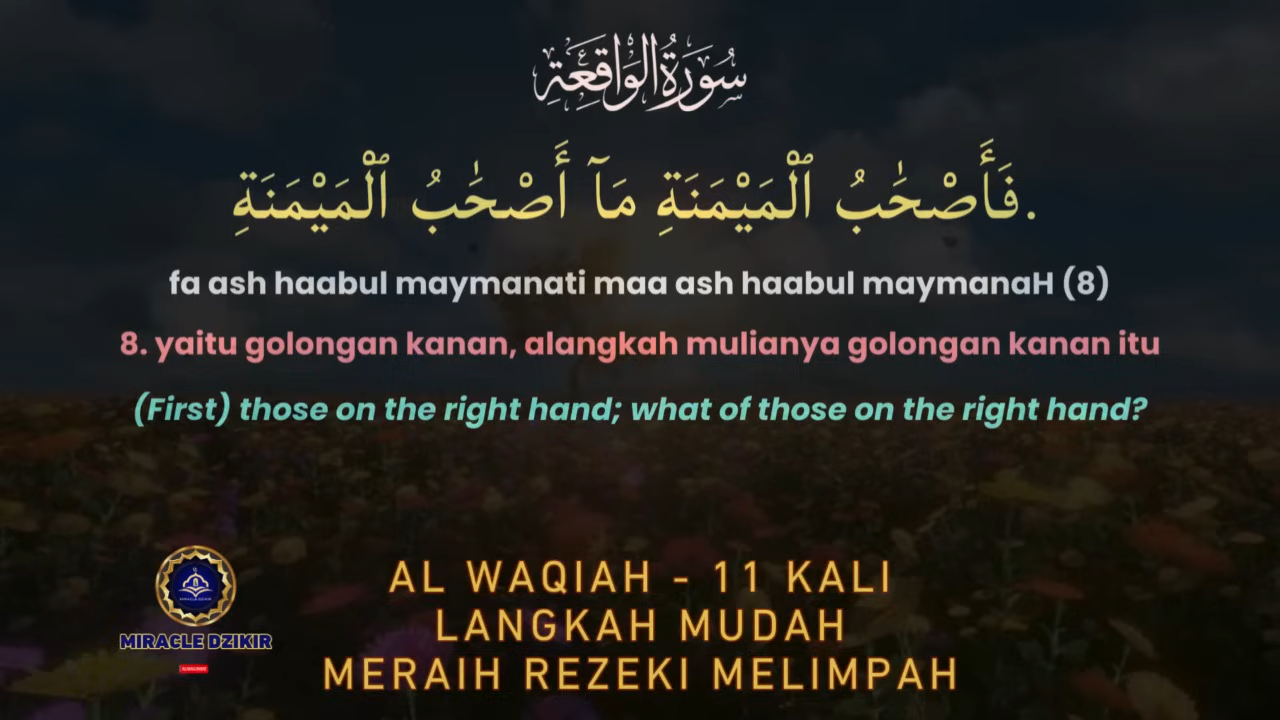 سُورَةُ الْوَاقِعَةِ
فَأَصْحَٰبُ ٱلْمَيْمَنَةِ مَآ أَصْحَٰبُ ٱلْمَيْمَنَةِ.
fa ash haabul maymanati maa ash haabul maymanaH (8)
8. yaitu golongan kanan, alangkah mulianya golongan kanan itu
(First) those on the right hand; what of those on the right hand?
AL WAQIAH - 11 KALI
LANGKAH MUDAH
MERAIH REZEKI MELIMPAH
MIRACLE DZIKIR